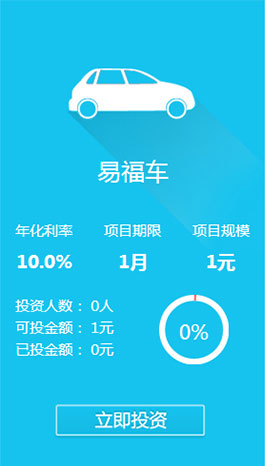 易福车
年化利率 项目期限 项目规模
10.0% 1月 1元
投资人数： 0人
可投金额： 1元
0%
已投金额： 0元
立即投资